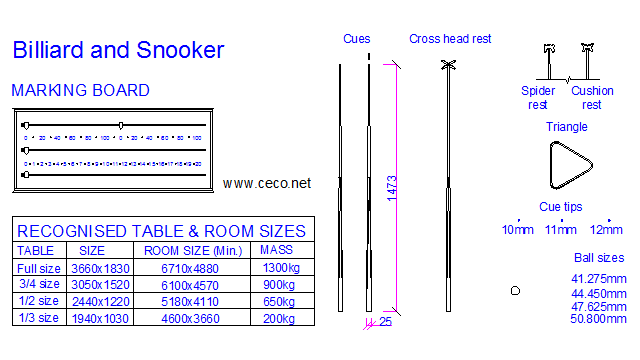 Billiard and Snooker
MARKING BOARD
0 20 40 60 80 0 20 40 60 80 100
0 1 2 3 4 5 6 7 8 9 10 11 12 13 14 15 16 17 18 19 20
www.ceco.net
RECOGNISED TABLE & ROOM SIZES
TABLE SIZE ROOM SIZE (Min.) MASS
Full size 3660x1830 6710x4880 1300kg
3/4 size 3050x1520 6100x4570 900kg
1/2 size 2440x1220 5180x4110 650kg
1/3 size 1940x1030 4600x3660 200kg
Cues
1473
25
Cross head rest
Spider rest
Cushion rest
Triangle
Cue tips
10mm 11mm 12mm
Ball sizes
41.275mm
44.450mm
47.625mm
50.800mm